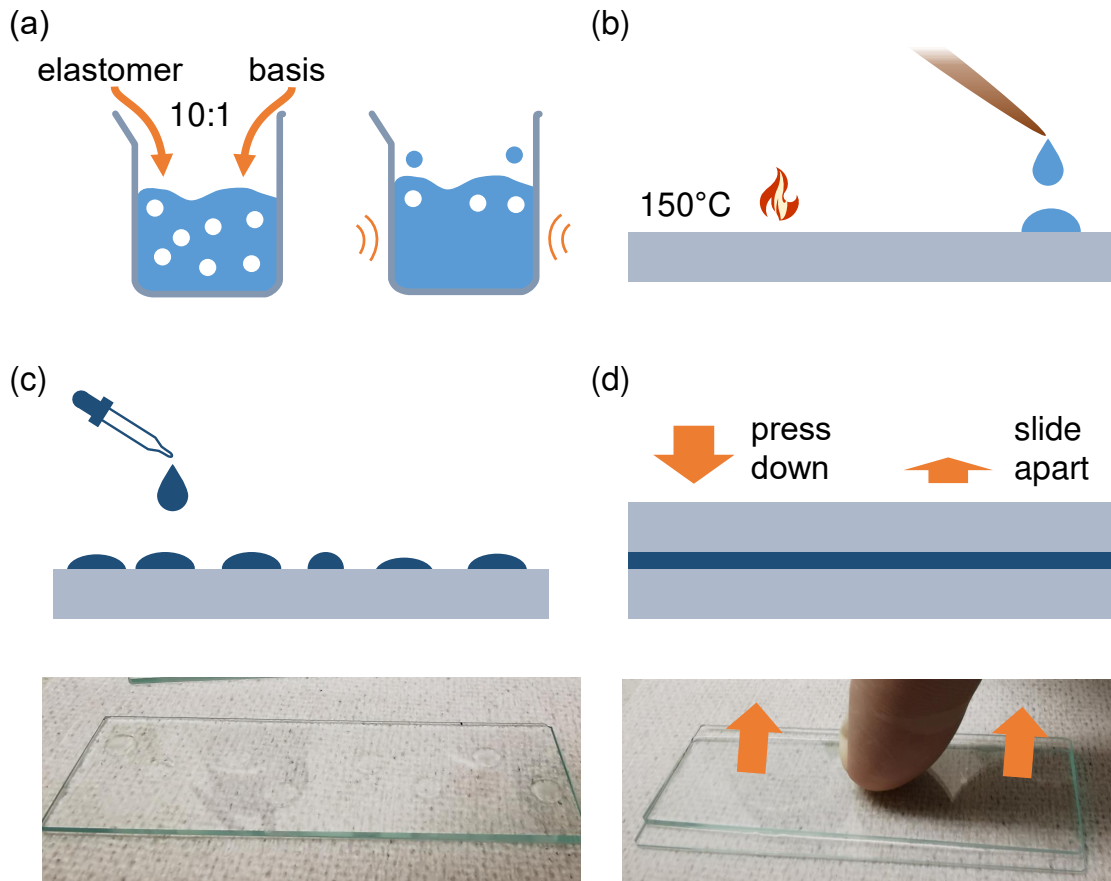 (a)
elastomer basis
10:1
(b)
150°C
(c)
(d)
press
down
slide
apart